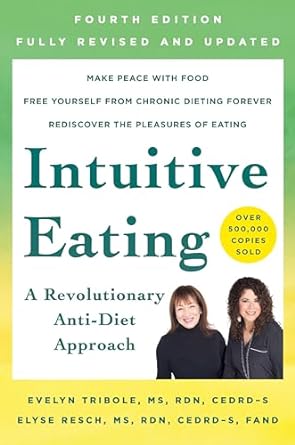 FOURTH EDITION
FULLY REVISED AND UPDATED
MAKE PEACE WITH FOOD
FREE YOURSELF FROM CHRONIC DIETING FOREVER
REDISCOVER THE PLEASURES OF EATING
Intuitive
Eating
OVER
500,000
COPIES
SOLD
A Revolutionary
Anti-Diet
Approach
EVELYN TRIBOLE, MS, RDN, CEDRD-S
ELYSE RESCH, MS, RDN, CEDRD-S, FAND